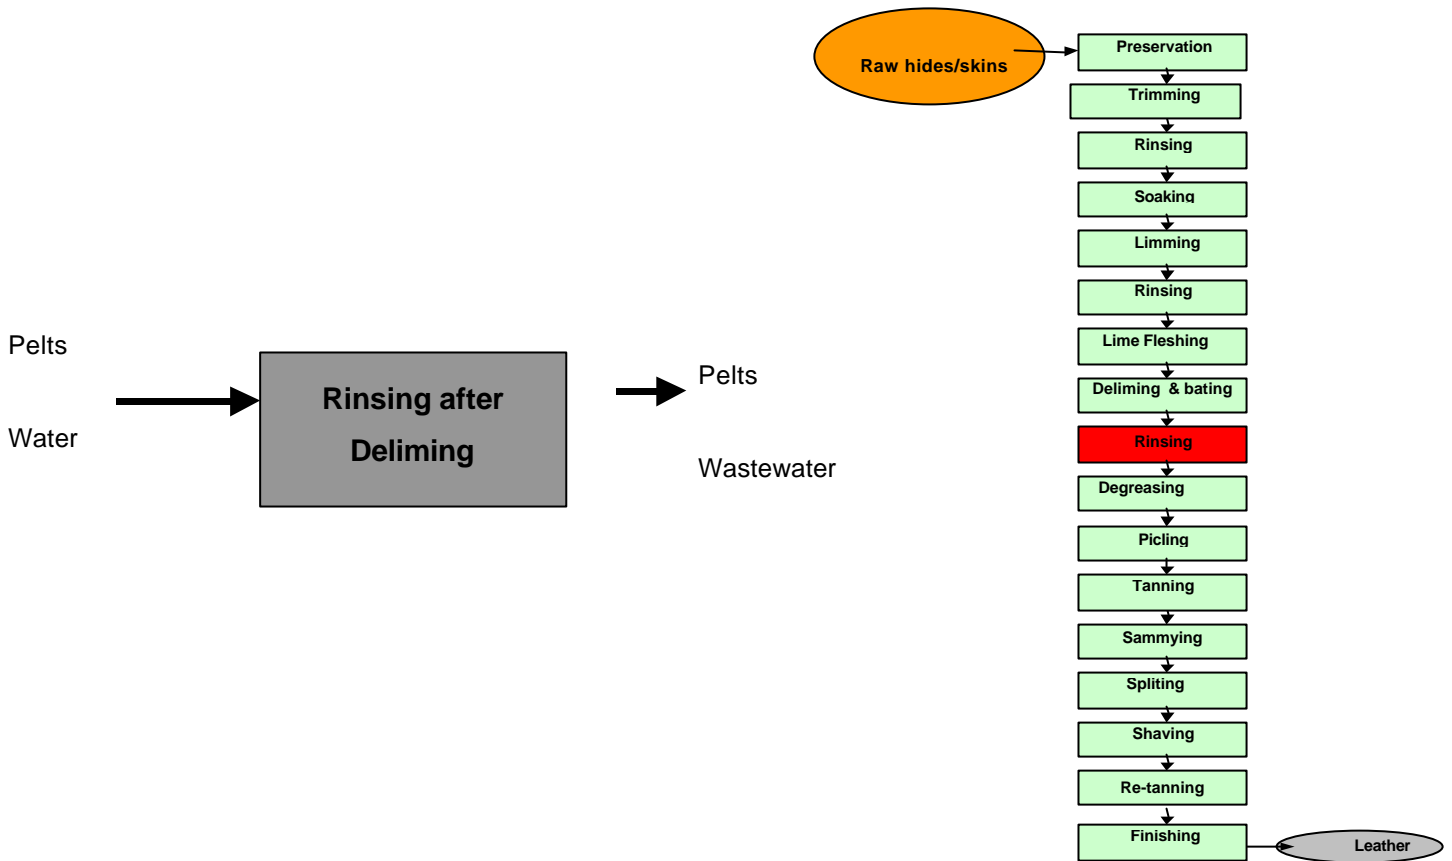 Pelts
Water
Rinsing after
Deliming
Pelts
Wastewater
Raw hides/skins
Preservation
Trimming
Rinsing
Soaking
Limming
Rinsing
Lime Fleshing
Deliming & bating
Rinsing
Degreasing
Picling
Tanning
Sammying
Spliting
Shaving
Re-tanning
Finishing
Leather